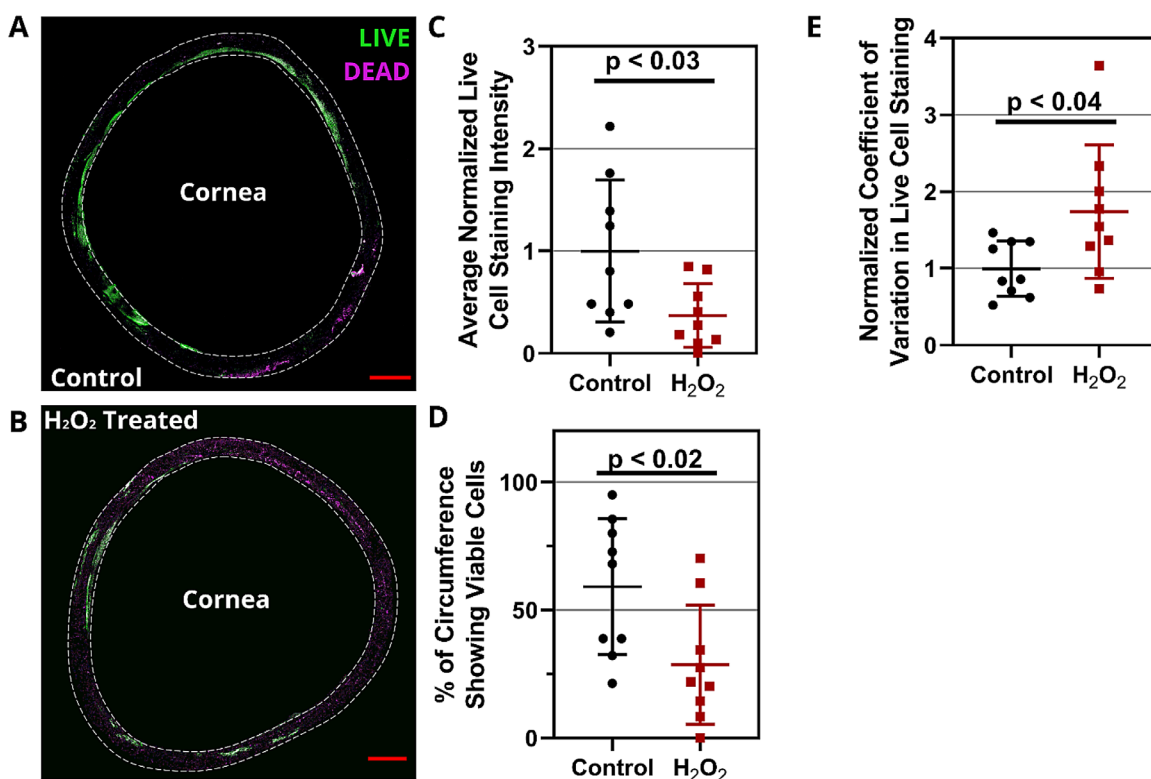 A
LIVE
DEAD
Cornea
Control
B
H₂O₂ Treated
Cornea
C
Average Normalized Live
Cell Staining Intensity
3
2
1
0
p < 0.03
Control
H₂O₂
D
% of Circumference
Showing Viable Cells
100
50
0
p < 0.02
Control
H₂O₂
E
Normalized Coefficient of
Variation in Live Cell Staining
4
3
2
1
0
p < 0.04
Control
H₂O₂